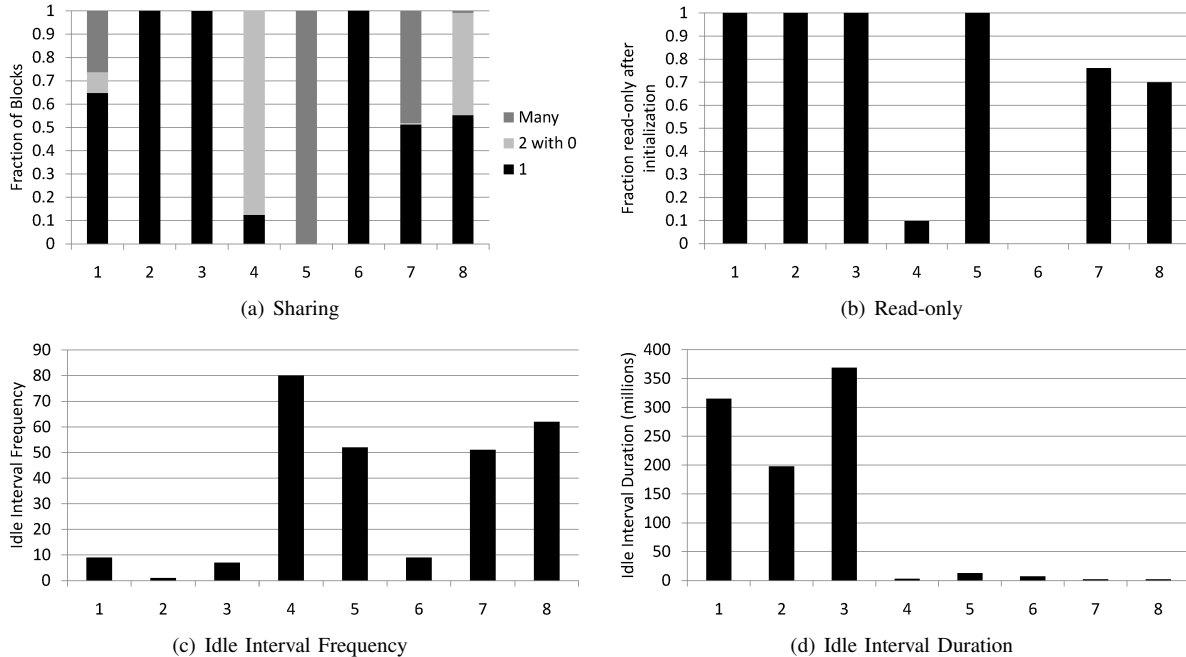 Fraction of Blocks
1
0.9
0.8
0.7
0.6
0.5
0.4
0.3
0.2
0.1
0
1 2 3 4 5 6 7 8
Many
2 with 0
1
(a) Sharing
Fraction read-only after
initialization
1
0.9
0.8
0.7
0.6
0.5
0.4
0.3
0.2
0.1
0
1 2 3 4 5 6 7 8
(b) Read-only
Idle Interval Frequency
90
80
70
60
50
40
30
20
10
0
1 2 3 4 5 6 7 8
(c) Idle Interval Frequency
Idle Interval Duration (millions)
400
350
300
250
200
150
100
50
0
1 2 3 4 5 6 7 8
(d) Idle Interval Duration